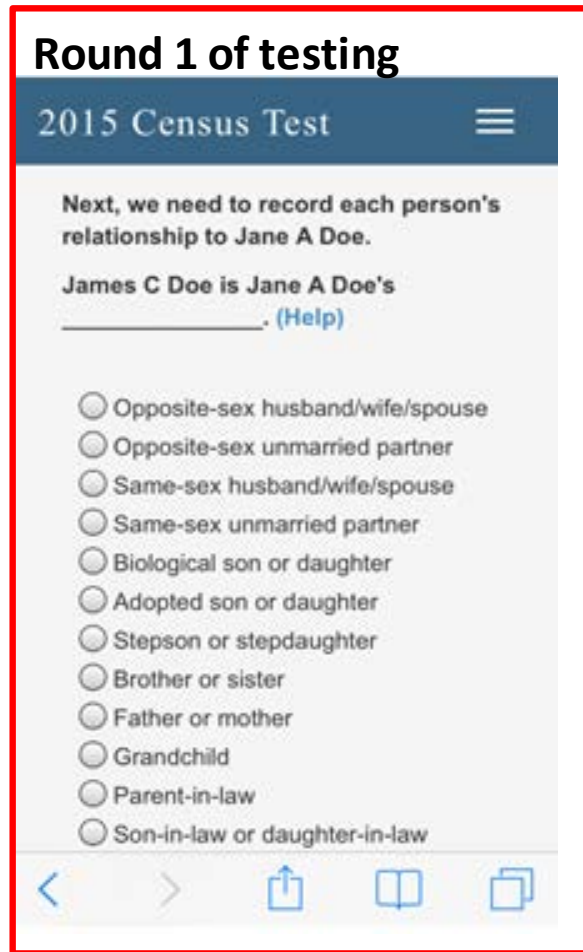 Round 1 of testing
2015 Census Test
Next, we need to record each person's
relationship to Jane A Doe.
James C Doe is Jane A Doe's
________________. (Help)
Opposite-sex husband/wife/spouse
Opposite-sex unmarried partner
Same-sex husband/wife/spouse
Same-sex unmarried partner
Biological son or daughter
Adopted son or daughter
Stepson or stepdaughter
Brother or sister
Father or mother
Grandchild
Parent-in-law
Son-in-law or daughter-in-law